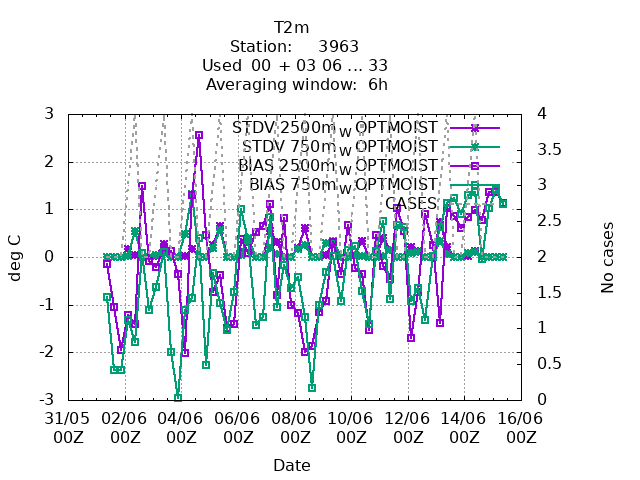 T2m
Station: 3963
Used 00 + 03 06 ... 33
Averaging window: 6h
STDV 2500m_W OPTMOIST
STDV 750m_W OPTMOIST
BIAS 2500m_W OPTMOIST
BIAS 750m_W OPTMOIST
CASES
deg C
3
2
1
0
-1
-2
-3
No cases
4
3.5
3
2.5
2
1.5
1
0.5
0
31/05 02/06 04/06 06/06 08/06 10/06 12/06 14/06 16/06
00Z 00Z 00Z 00Z 00Z 00Z 00Z 00Z 00Z
Date